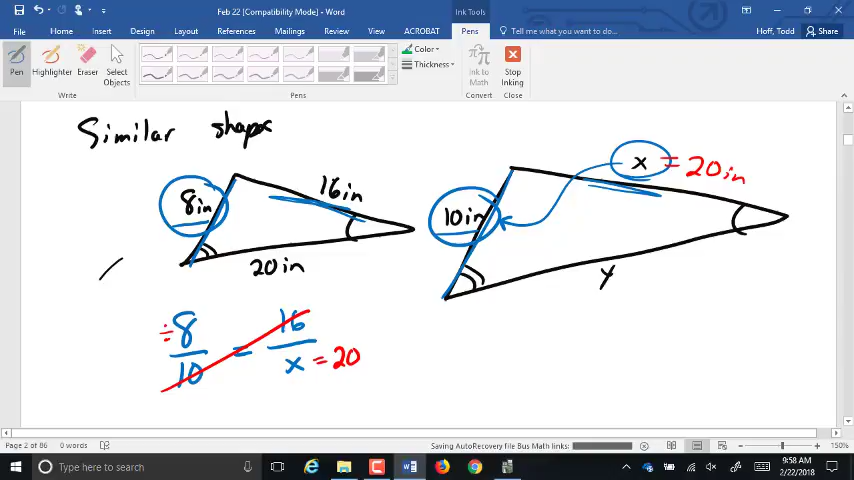 Feb 22 [Compatibility Mode] - Word
Ink Tools
Hoff, Todd
File Home Insert Design Layout References Mailings Review View ACROBAT Pens Tell me what you want to do... Share
Pen Highlighter Eraser Select Objects
Color
Thickness
Ink to Math
Stop Inking
Write Pens Convert Close
Similar shapes
8in 16in 20in
10in x = 20in y
÷ 8/10 = 16/x = 20
Page 2 of 86 0 words
Saving AutoRecovery file Bus Math links:
150%
Type here to search
9:58 AM
2/22/2018